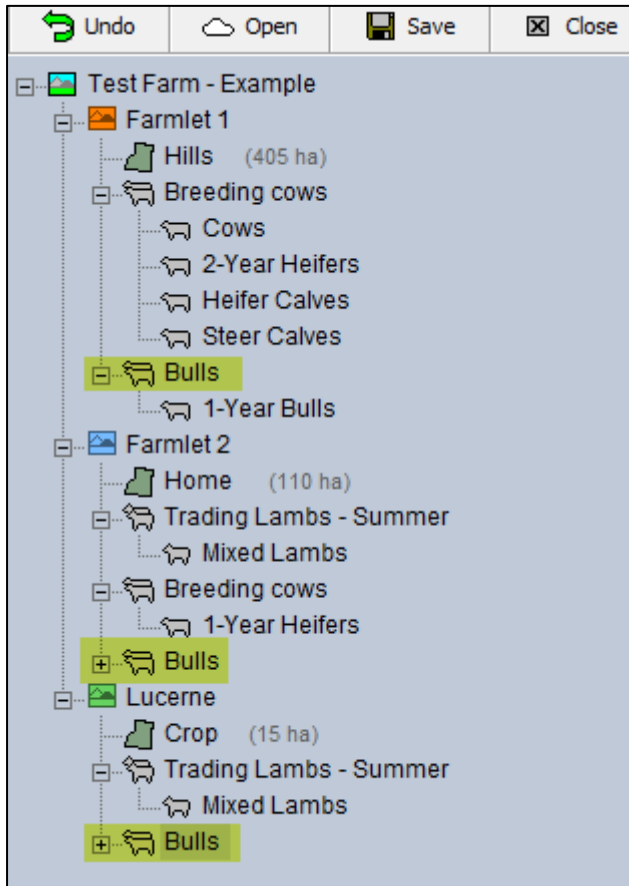 Undo Open Save Close
Test Farm - Example
Farmlet 1
Hills (405 ha)
Breeding cows
Cows
2-Year Heifers
Heifer Calves
Steer Calves
Bulls
1-Year Bulls
Farmlet 2
Home (110 ha)
Trading Lambs - Summer
Mixed Lambs
Breeding cows
1-Year Heifers
Bulls
Lucerne
Crop (15 ha)
Trading Lambs - Summer
Mixed Lambs
Bulls